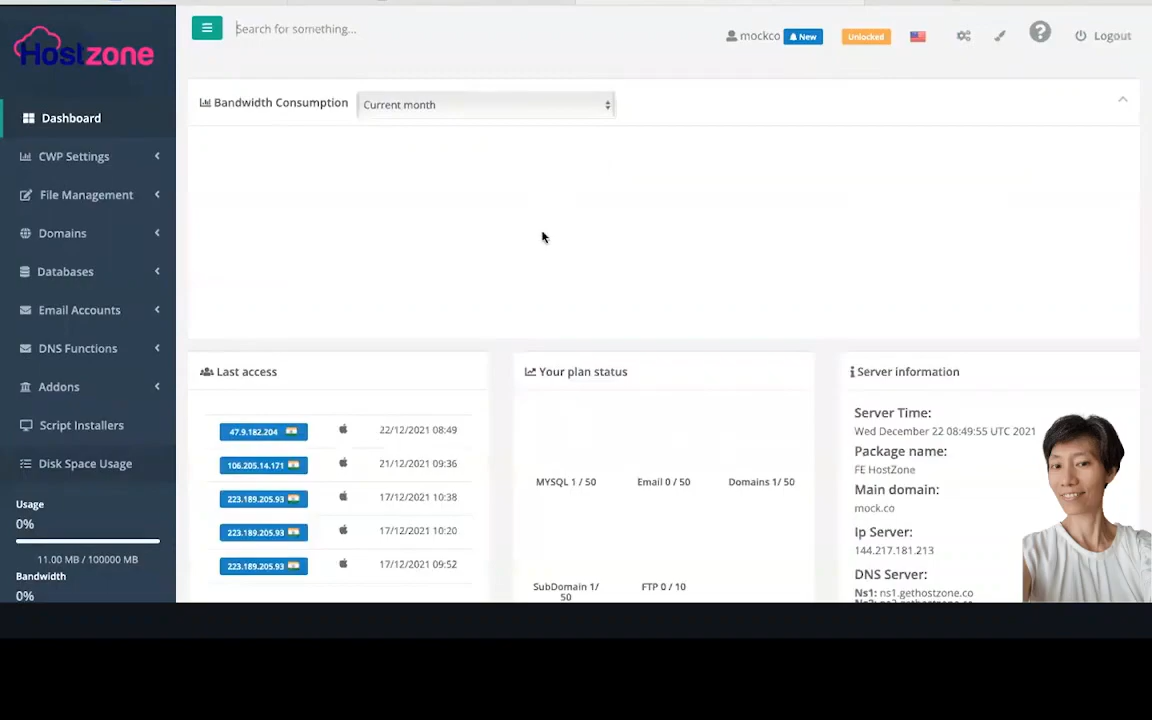 Hostzone
Search for something...
mockco
New
Unlocked
Logout
Dashboard
CWP Settings
File Management
Domains
Databases
Email Accounts
DNS Functions
Addons
Script Installers
Disk Space Usage
Usage
0%
11.00 MB / 100000 MB
Bandwidth
0%
Bandwidth Consumption
Current month
Last access
47.9.182.204 22/12/2021 08:49
106.205.14.171 21/12/2021 09:36
223.189.205.93 17/12/2021 10:38
223.189.205.93 17/12/2021 10:20
223.189.205.93 17/12/2021 09:52
Your plan status
MYSQL 1 / 50 Email 0 / 50 Domains 1/ 50
SubDomain 1/
50
FTP 0 / 10
Server information
Server Time:
Wed December 22 08:49:55 UTC 2021
Package name:
FE HostZone
Main domain:
mock.co
Ip Server:
144.217.181.213
DNS Server:
Ns1: ns1.gethostzone.co